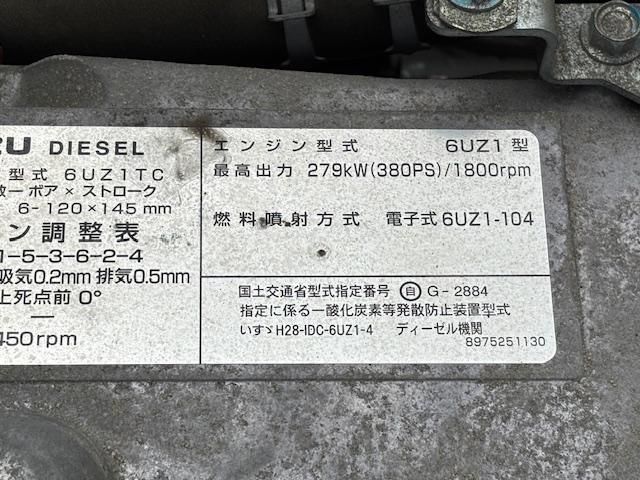 ZU DIESEL
型式 6UZ1TC
数ー ボア × ストローク
6-120×145 mm
ン調整表
1-5-3-6-2-4
吸気0.2mm 排気0.5mm
上死点前 0°
ー
450rpm
エンジン型式 6UZ1型
最高出力 279kW(380PS)/1800rpm
燃料噴射方式 電子式6UZ1-104
国土交通省型式指定番号 自 G-2884
指定に係る一酸化炭素等発散防止装置型式
いすゞH28-IDC-6UZ1-4 ディーゼル機関
8975251130